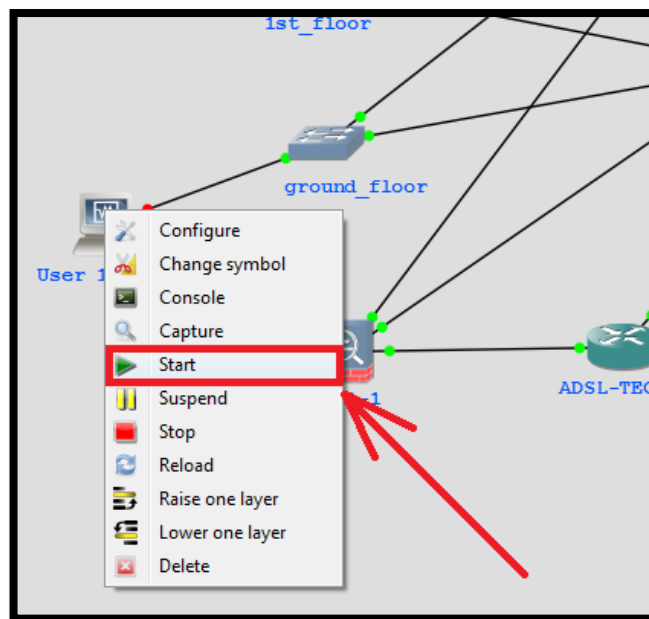 1st_floor
ground_floor
User 1
Configure
Change symbol
Console
Capture
Start
Suspend
Stop
Reload
Raise one layer
Lower one layer
Delete
-1
ADSL-TEC